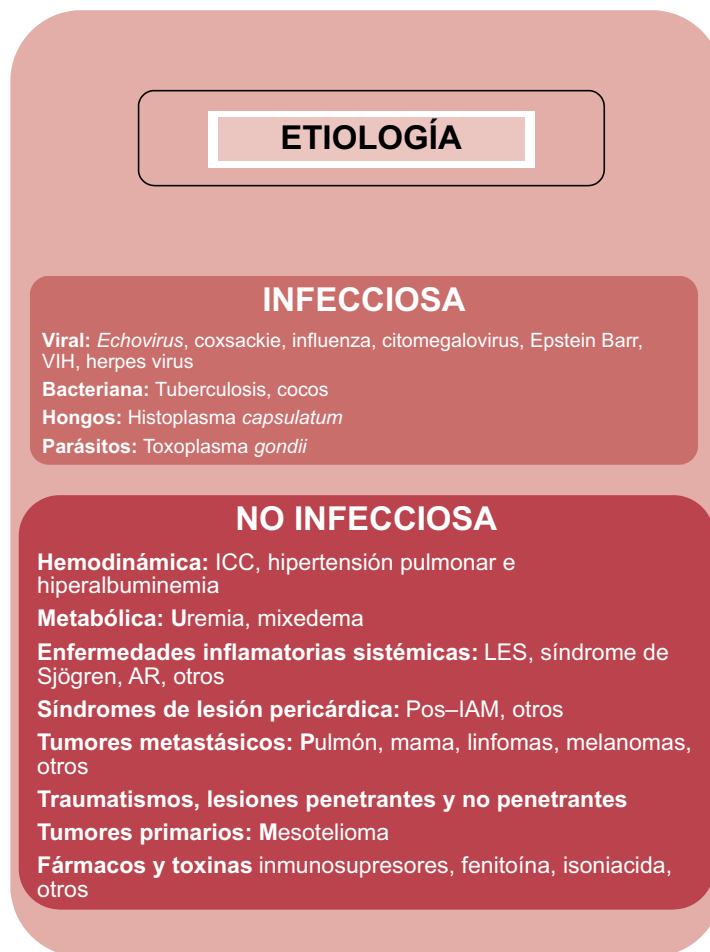 ETIOLOGÍA
INFECCIOSA
Viral: Echovirus, coxsackie, influenza, citomegalovirus, Epstein Barr,
VIH, herpes virus
Bacteriana: Tuberculosis, cocos
Hongos: Histoplasma capsulatum
Parásitos: Toxoplasma gondii
NO INFECCIOSA
Hemodinámica: ICC, hipertensión pulmonar e
hiperalbuminemia
Metabólica: Uremia, mixedema
Enfermedades inflamatorias sistémicas: LES, síndrome de
Sjögren, AR, otros
Síndromes de lesión pericárdica: Pos–IAM, otros
Tumores metastásicos: Pulmón, mama, linfomas, melanomas,
otros
Traumatismos, lesiones penetrantes y no penetrantes
Tumores primarios: Mesotelioma
Fármacos y toxinas inmunosupresores, fenitoína, isoniacida,
otros